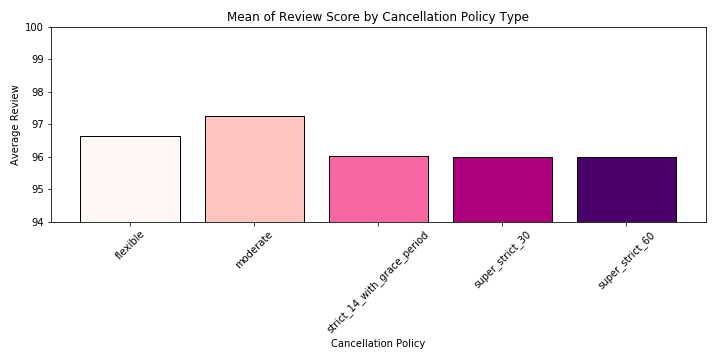 Mean of Review Score by Cancellation Policy Type
Average Review
100
99
98
97
96
95
94
flexible
moderate
strict_14_with_grace_period
super_strict_30
super_strict_60
Cancellation Policy